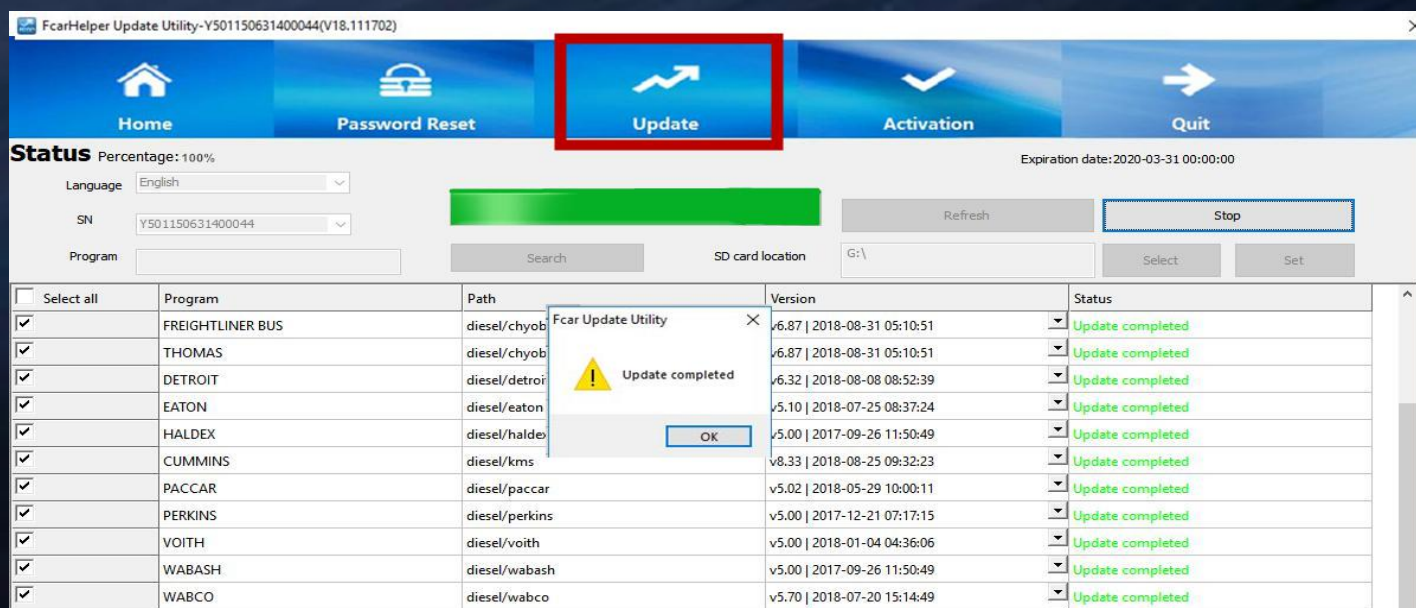 FcarHelper Update Utility-Y501150631400044(V18.111702)
Home Password Reset Update Activation Quit
Status Percentage: 100% Expiration date:2020-03-31 00:00:00
Language English
SN Y501150631400044 Refresh Stop
Program Search SD card location G:\ Select Set
Select all Program Path Version Status
FREIGHTLINER BUS diesel/chyob v6.87 | 2018-08-31 05:10:51 Update completed
THOMAS diesel/chyob v6.87 | 2018-08-31 05:10:51 Update completed
DETROIT diesel/detroi v6.32 | 2018-08-08 08:52:39 Update completed
EATON diesel/eaton v5.10 | 2018-07-25 08:37:24 Update completed
HALDEX diesel/haldex v5.00 | 2017-09-26 11:50:49 Update completed
CUMMINS diesel/kms v8.33 | 2018-08-25 09:32:23 Update completed
PACCAR diesel/paccar v5.02 | 2018-05-29 10:00:11 Update completed
PERKINS diesel/perkins v5.00 | 2017-12-21 07:17:15 Update completed
VOITH diesel/voith v5.00 | 2018-01-04 04:36:06 Update completed
WABASH diesel/wabash v5.00 | 2017-09-26 11:50:49 Update completed
WABCO diesel/wabco v5.70 | 2018-07-20 15:14:49 Update completed
Fcar Update Utility
Update completed
OK